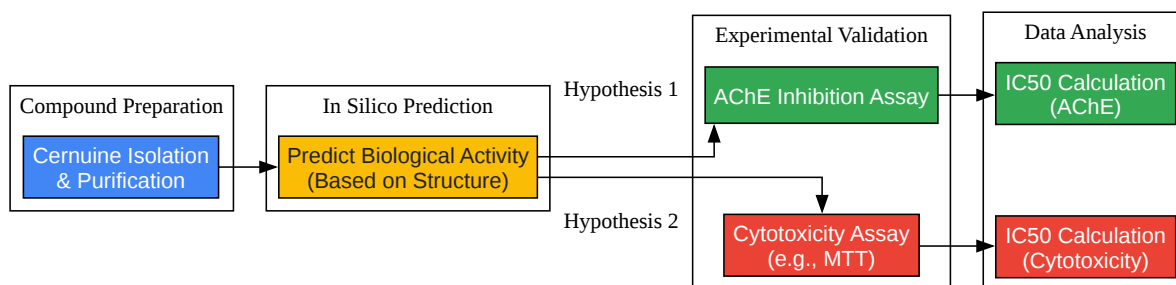 Compound Preparation
Cernuine Isolation
& Purification
In Silico Prediction
Predict Biological Activity
(Based on Structure)
Hypothesis 1
Hypothesis 2
Experimental Validation
AChE Inhibition Assay
Cytotoxicity Assay
(e.g., MTT)
Data Analysis
IC50 Calculation
(AChE)
IC50 Calculation
(Cytotoxicity)